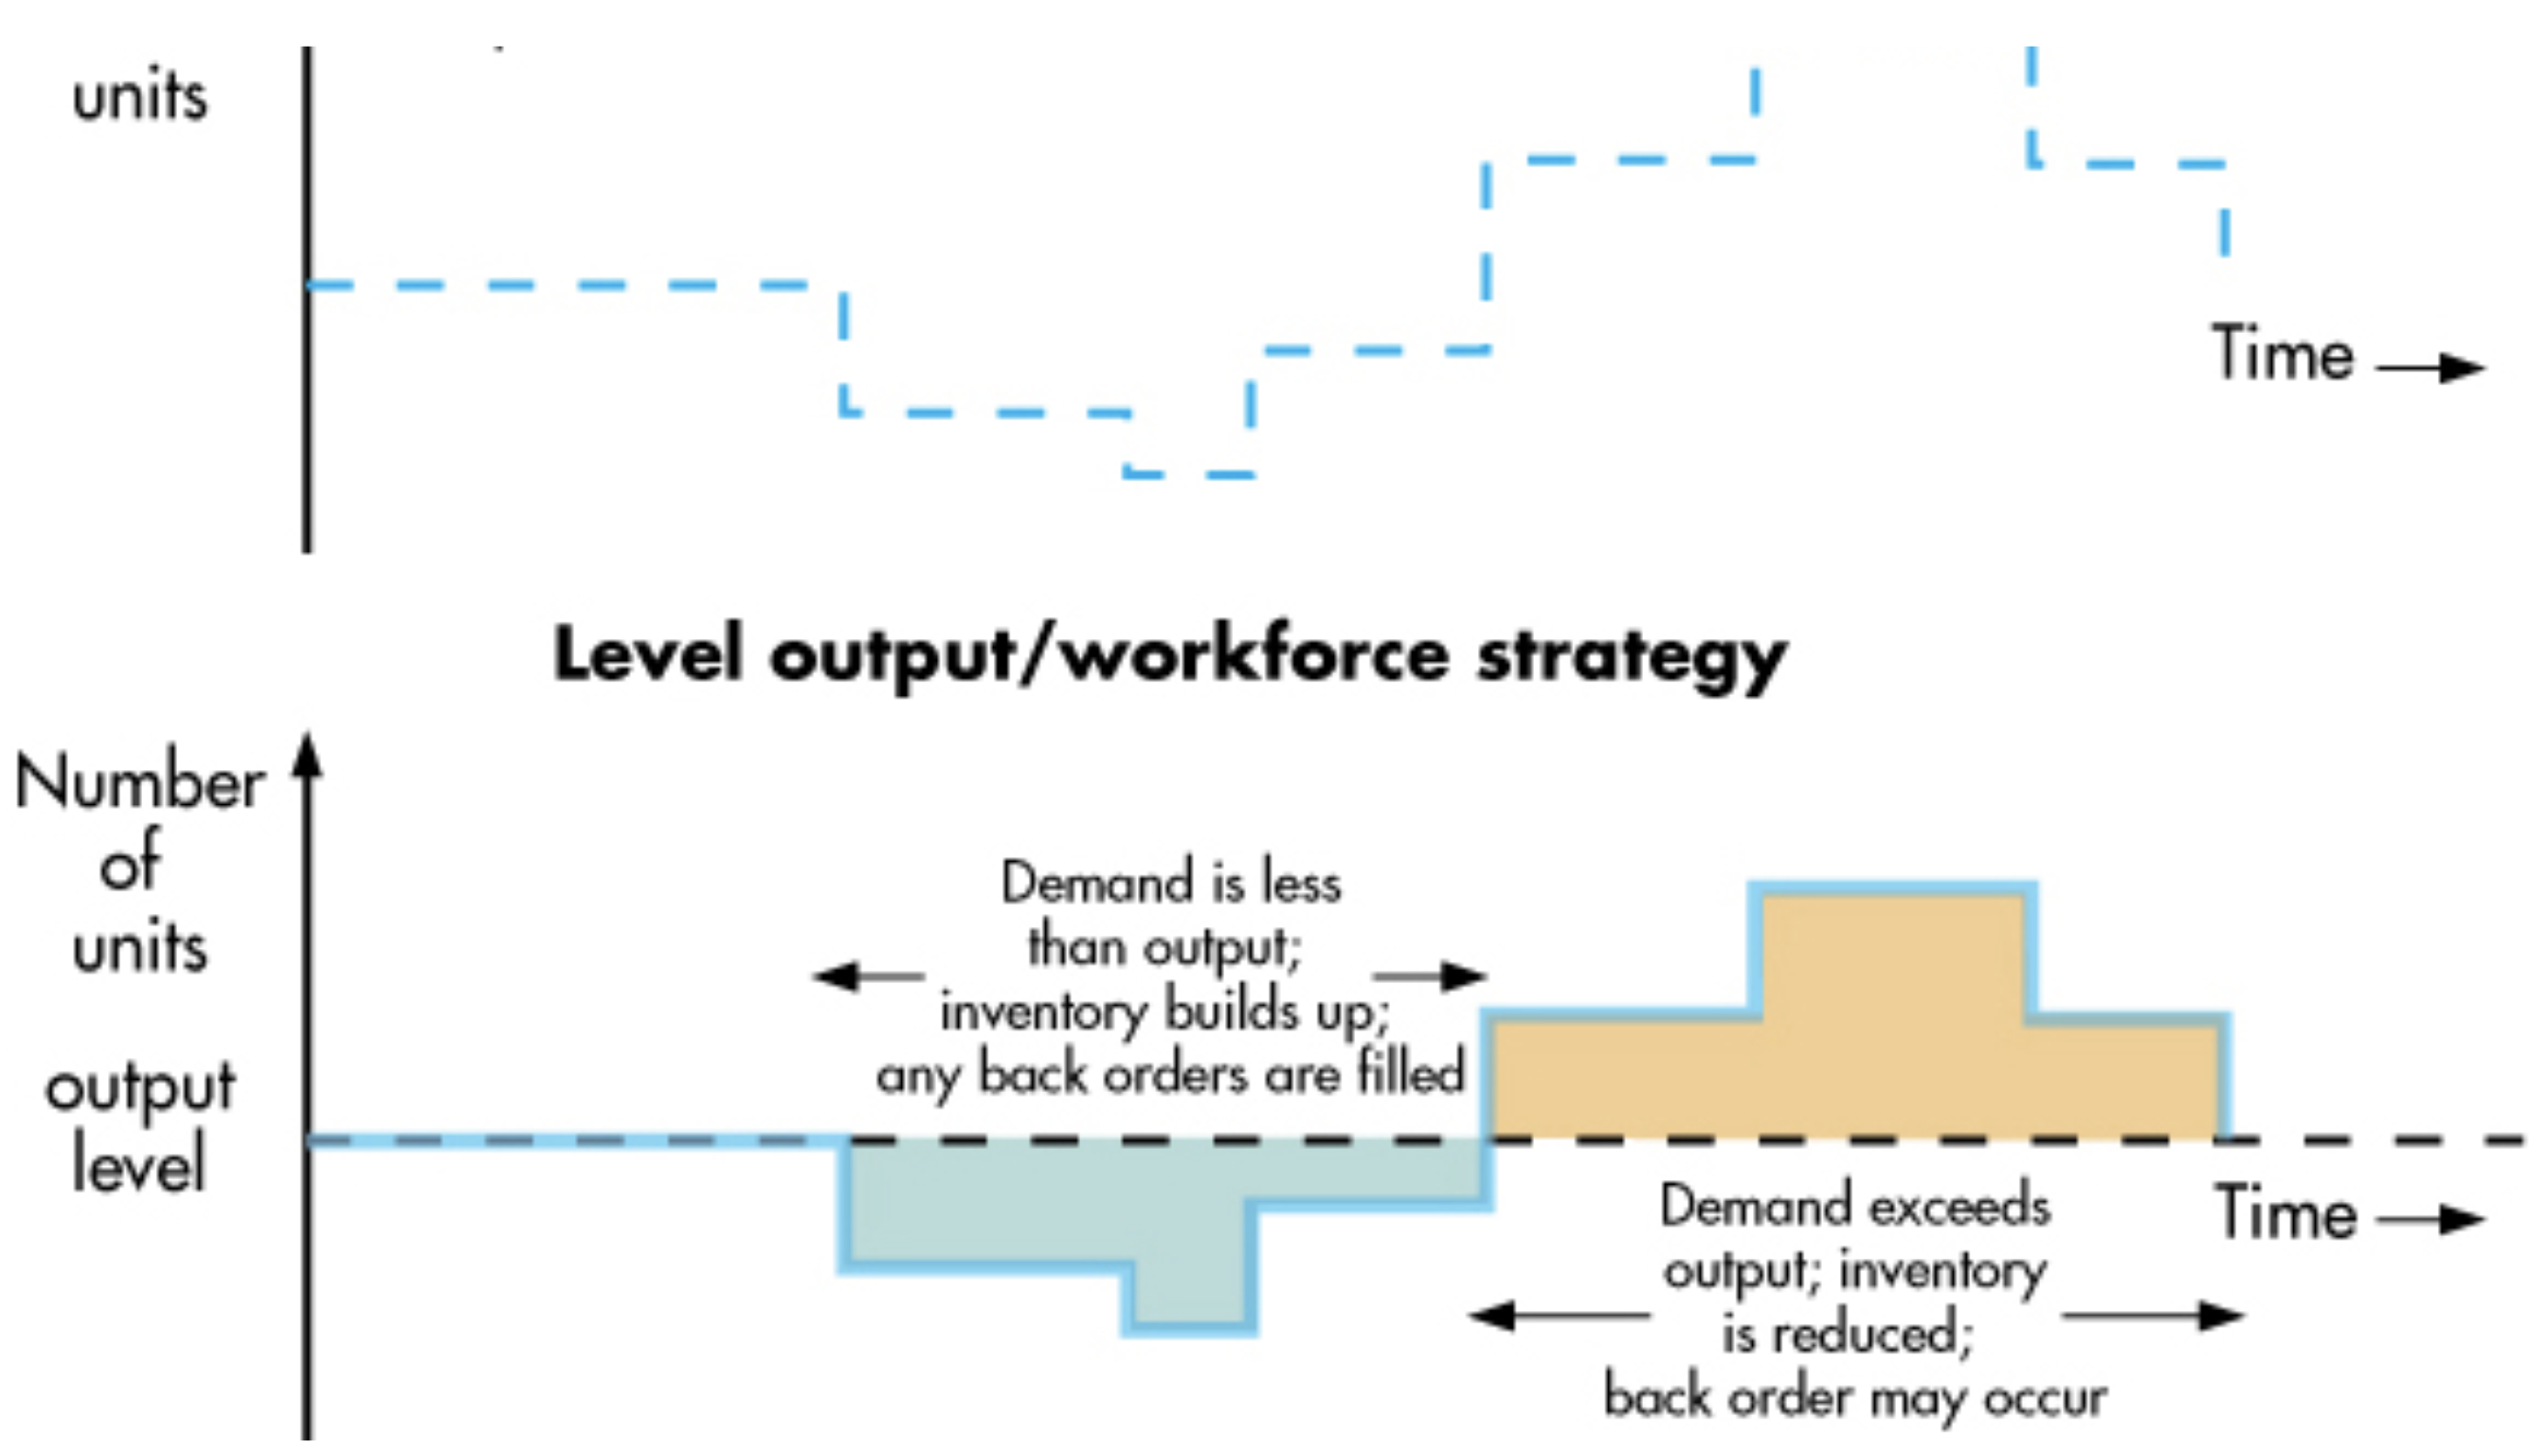 units
Time
Level output/workforce strategy
Number
of
units
output
level
Demand is less
than output;
inventory builds up;
any back orders are filled
Demand exceeds
output; inventory
is reduced;
back order may occur
Time